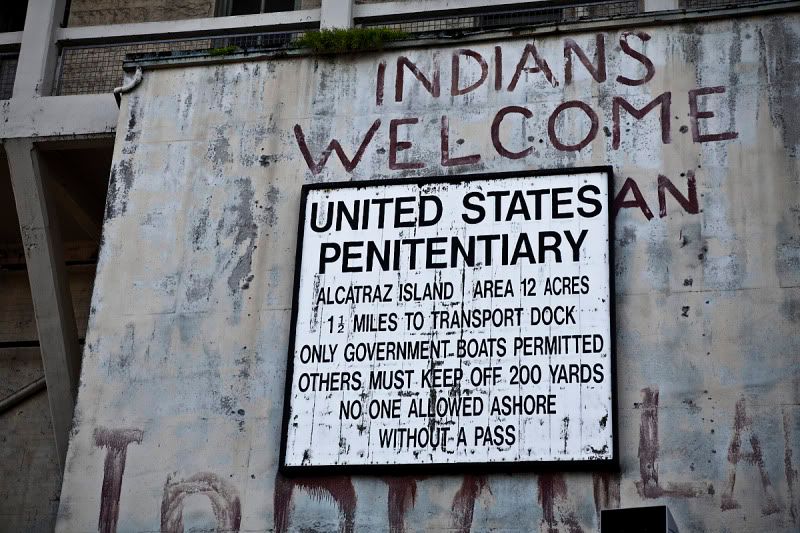 INDIANS
WELCOME
AN
UNITED STATES
PENITENTIARY
ALCATRAZ ISLAND AREA 12 ACRES
1½ MILES TO TRANSPORT DOCK
ONLY GOVERNMENT BOATS PERMITTED
OTHERS MUST KEEP OFF 200 YARDS
NO ONE ALLOWED ASHORE
WITHOUT A PASS